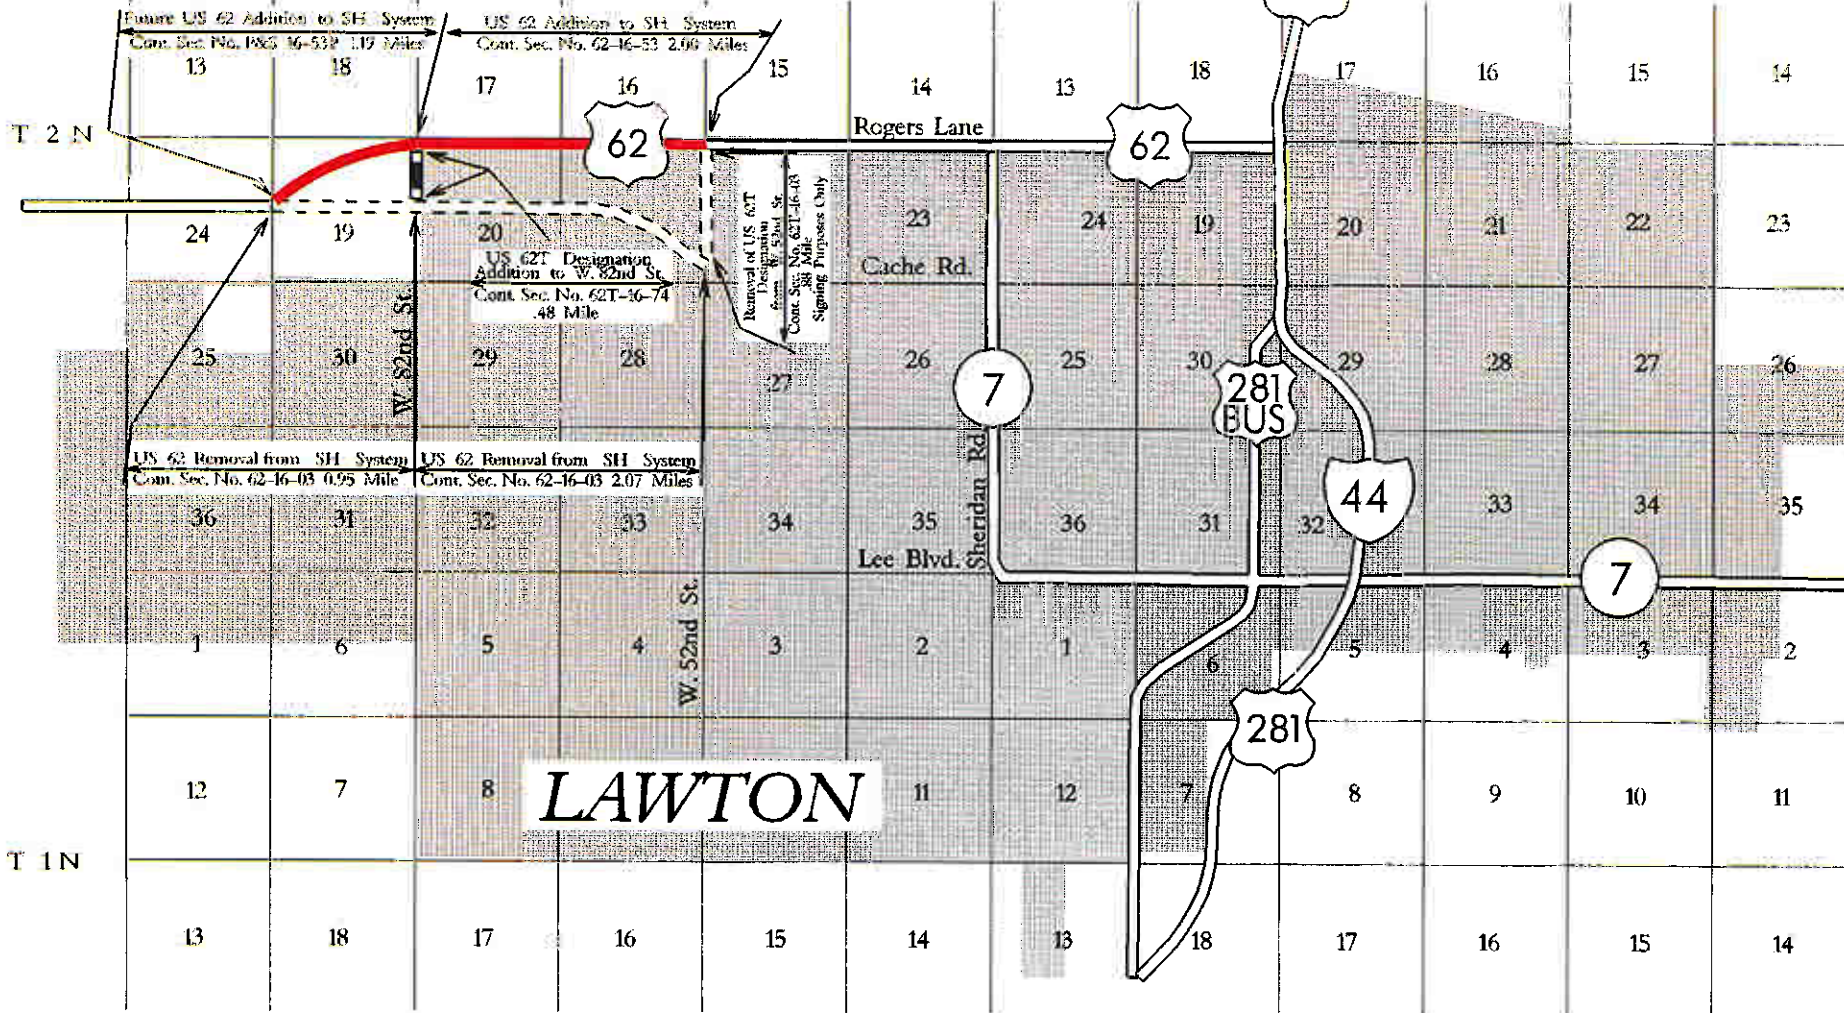 Future US 62 Addition to SH System
Cont. Sec. No. P&S 16-53P 1.19 Miles
US 62 Addition to SH System
Cont. Sec. No. 62-16-53 2.00 Miles
13 18 17 16 15 14 13 18 17 16 15 14
T 2 N
62
Rogers Lane
62
24 19 20 23 24 19 20 21 22 23
US 62T Designation
Addition to W. 82nd St.
Cont. Sec. No. 62T-16-74
.48 Mile
Removal of US 62T
Designation
from 52nd St.
Cont. Sec. No. 62T-16-03
.88 Mile
Signing Purposes Only
Cache Rd.
W. 82nd St.
25 30 29 28 27 26 25 30 29 28 27 26
7
281
BUS
US 62 Removal from SH System
Cont. Sec. No. 62-16-03 0.95 Mile
US 62 Removal from SH System
Cont. Sec. No. 62-16-03 2.07 Miles
Sheridan Rd.
44
36 31 32 33 34 35 36 31 32 33 34 35
Lee Blvd.
7
W. 52nd St.
1 6 5 4 3 2 1 6 5 4 3 2
281
LAWTON
12 7 8 11 12 7 8 9 10 11
T 1N
13 18 17 16 15 14 13 18 17 16 15 14